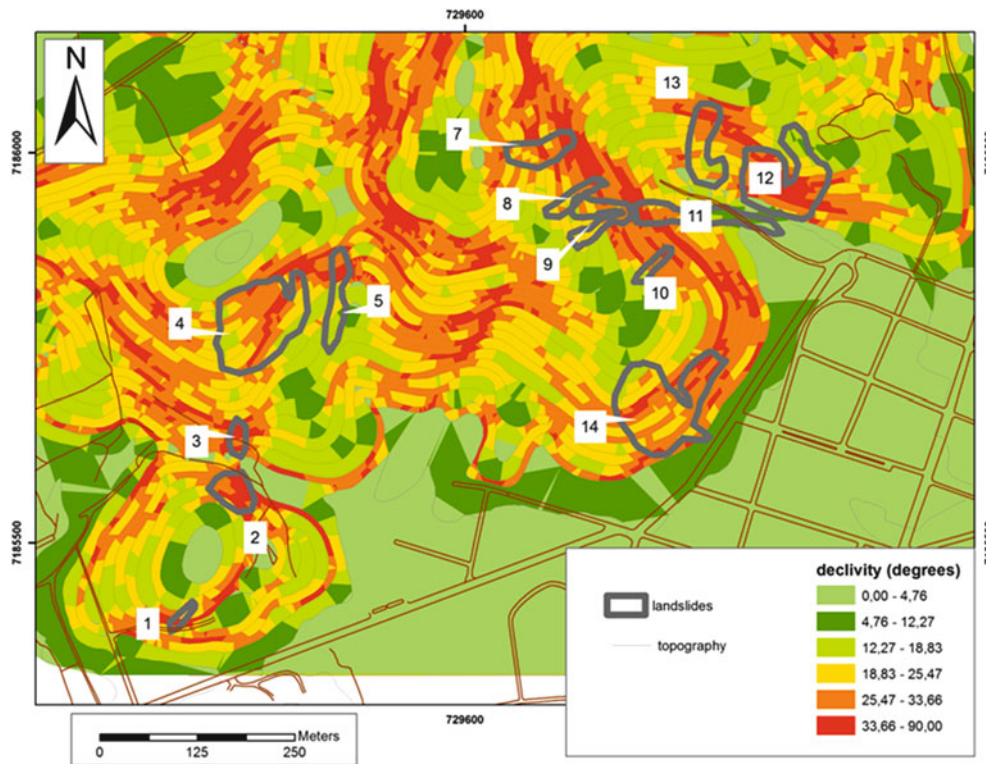 729600
N
13
7
7186000
12
8
11
9
10
5
4
14
3
7185500
2
1
declivity (degrees)
landslides
0,00 - 4,76
4,76 - 12,27
12,27 - 18,83
topography
18,83 - 25,47
25,47 - 33,66
33,66 - 90,00
729600
Meters
0 125 250